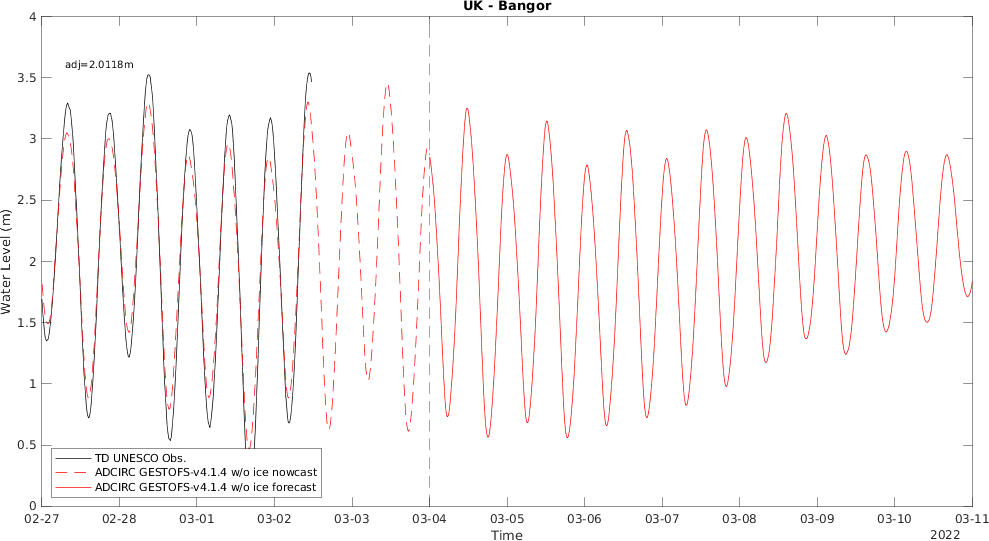 UK - Bangor
4
3.5
3
2.5
2
1.5
1
0.5
0
Water Level (m)
adj=2.0118m
TD UNESCO Obs.
ADCIRC GESTOFS-v4.1.4 w/o ice nowcast
ADCIRC GESTOFS-v4.1.4 w/o ice forecast
02-27 02-28 03-01 03-02 03-03 03-04 03-05 03-06 03-07 03-08 03-09 03-10 03-11
Time
2022